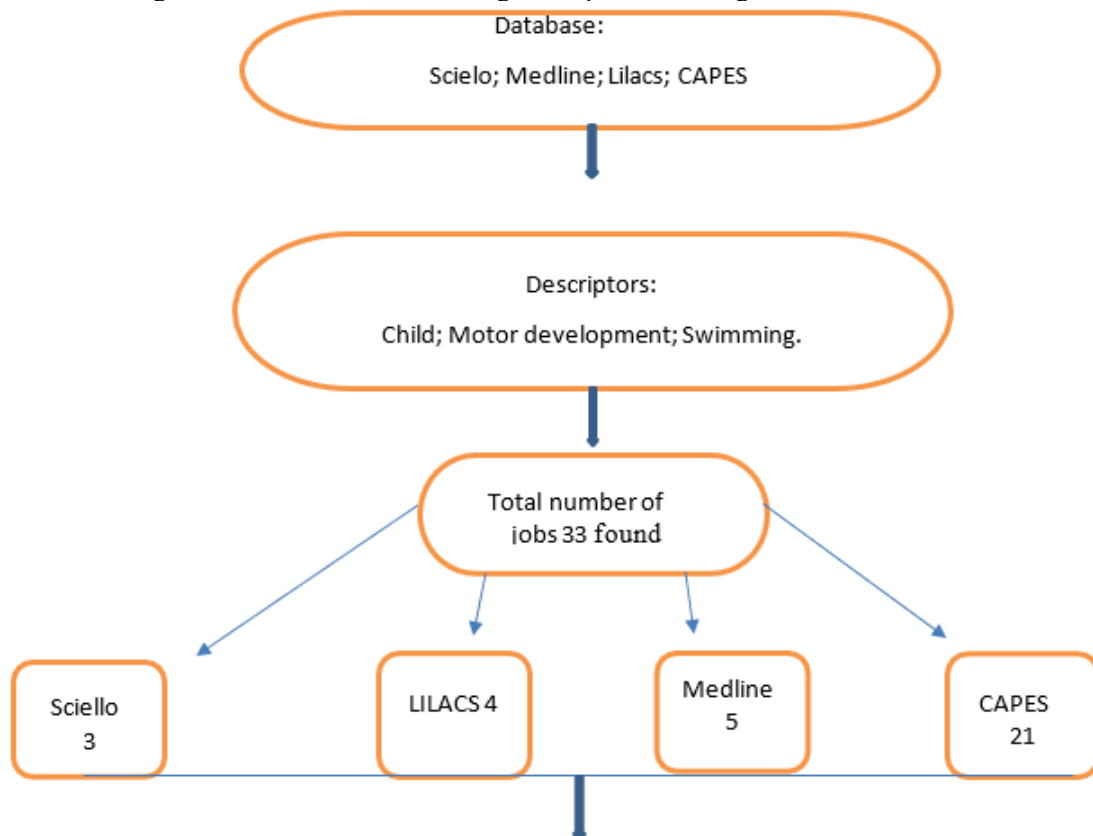 Database:
Scielo; Medline; Lilacs; CAPES
Descriptors:
Child; Motor development; Swimming.
Total number of
jobs 33 found
Sciello
3
LILACS 4
Medline
5
CAPES
21